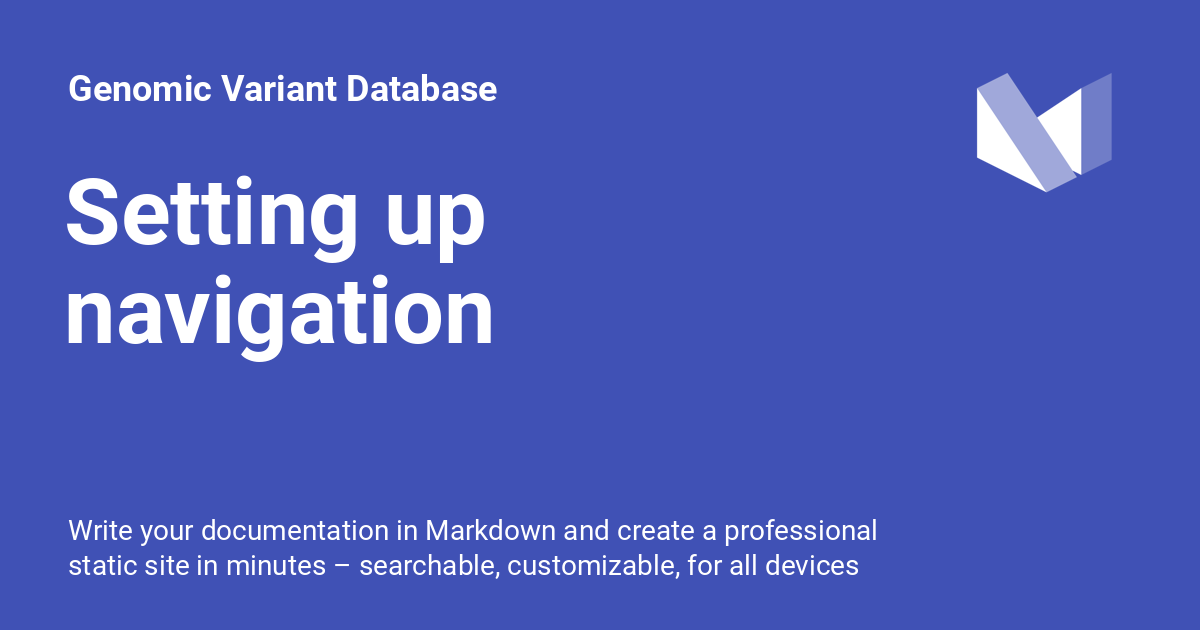 Genomic Variant Database
Setting up
navigation
Write your documentation in Markdown and create a professional
static site in minutes – searchable, customizable, for all devices